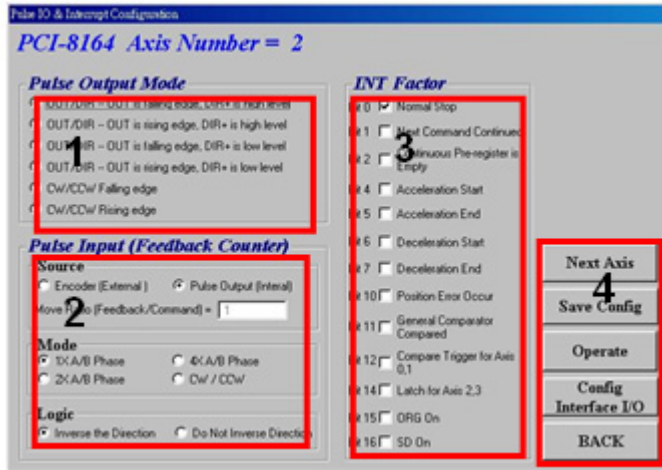 Pulse IO & Interrupt Configuration
PCI-8164 Axis Number = 2
Pulse Output Mode
OUT/DIR -- OUT is falling edge, DIR+ is high level
OUT/DIR -- OUT is rising edge, DIR+ is high level
OUT/DIR -- OUT is falling edge, DIR+ is low level
OUT/DIR -- OUT is rising edge, DIR+ is low level
CW/CCW Falling edge
CW/CCW Rising edge
1
Pulse Input (Feedback Counter)
Source
Encoder (External )
Pulse Output (Interal)
Move Ratio (Feedback/Command) = 1
2
Mode
1X A/B Phase
4X A/B Phase
2X A/B Phase
CW / CCW
Logic
Inverse the Direction
Do Not Inverse Direction
INT Factor
Bit 0 Normal Stop
Bit 1 Next Command Continued
Bit 2 Continuous Pre-register is
Empty
3
Bit 4 Acceleration Start
Bit 5 Acceleration End
Bit 6 Deceleration Start
Bit 7 Deceleration End
Bit 10 Position Error Occur
Bit 11 General Comparator
Compared
Bit 12 Compare Trigger for Axis
0,1
Bit 14 Latch for Axis 2,3
Bit 15 ORG On
Bit 16 SD On
Next Axis
4
Save Config
Operate
Config
Interface I/O
BACK